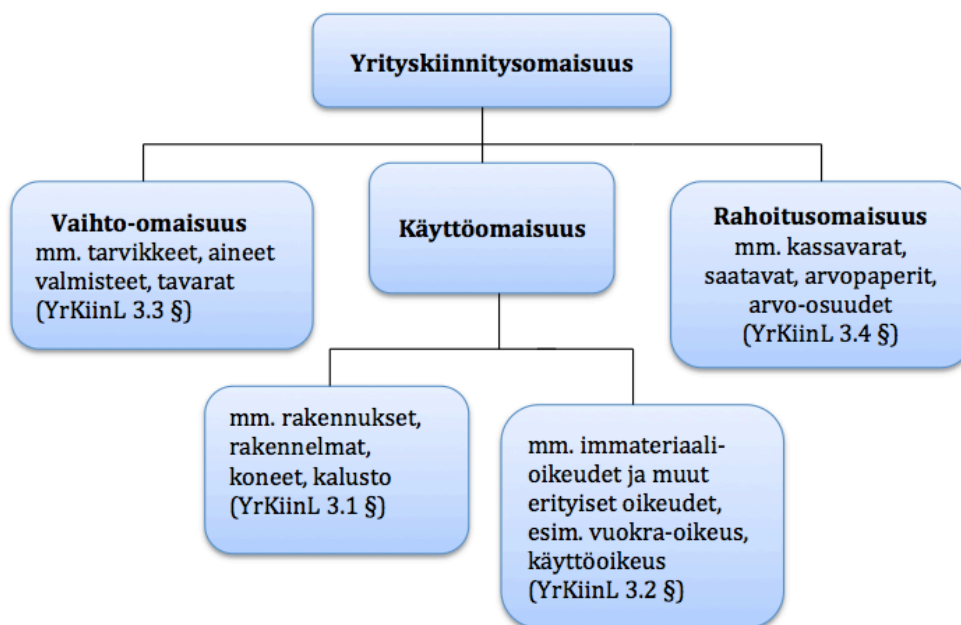 Yrityskiinnitysomaisuus
Vaihto-omaisuus
mm. tarvikkeet, aineet
valmisteet, tavarat
(YrKiinL 3.3 §)
Käyttöomaisuus
Rahoitusomaisuus
mm. kassavarat,
saatavat, arvopaperit,
arvo-osuudet
(YrKiinL 3.4 §)
mm. rakennukset,
rakennelmat,
koneet, kalusto
(YrKiinL 3.1 §)
mm. immateriaali-
oikeudet ja muut
erityiset oikeudet,
esim. vuokra-oikeus,
käyttöoikeus
(YrKiinL 3.2 §)